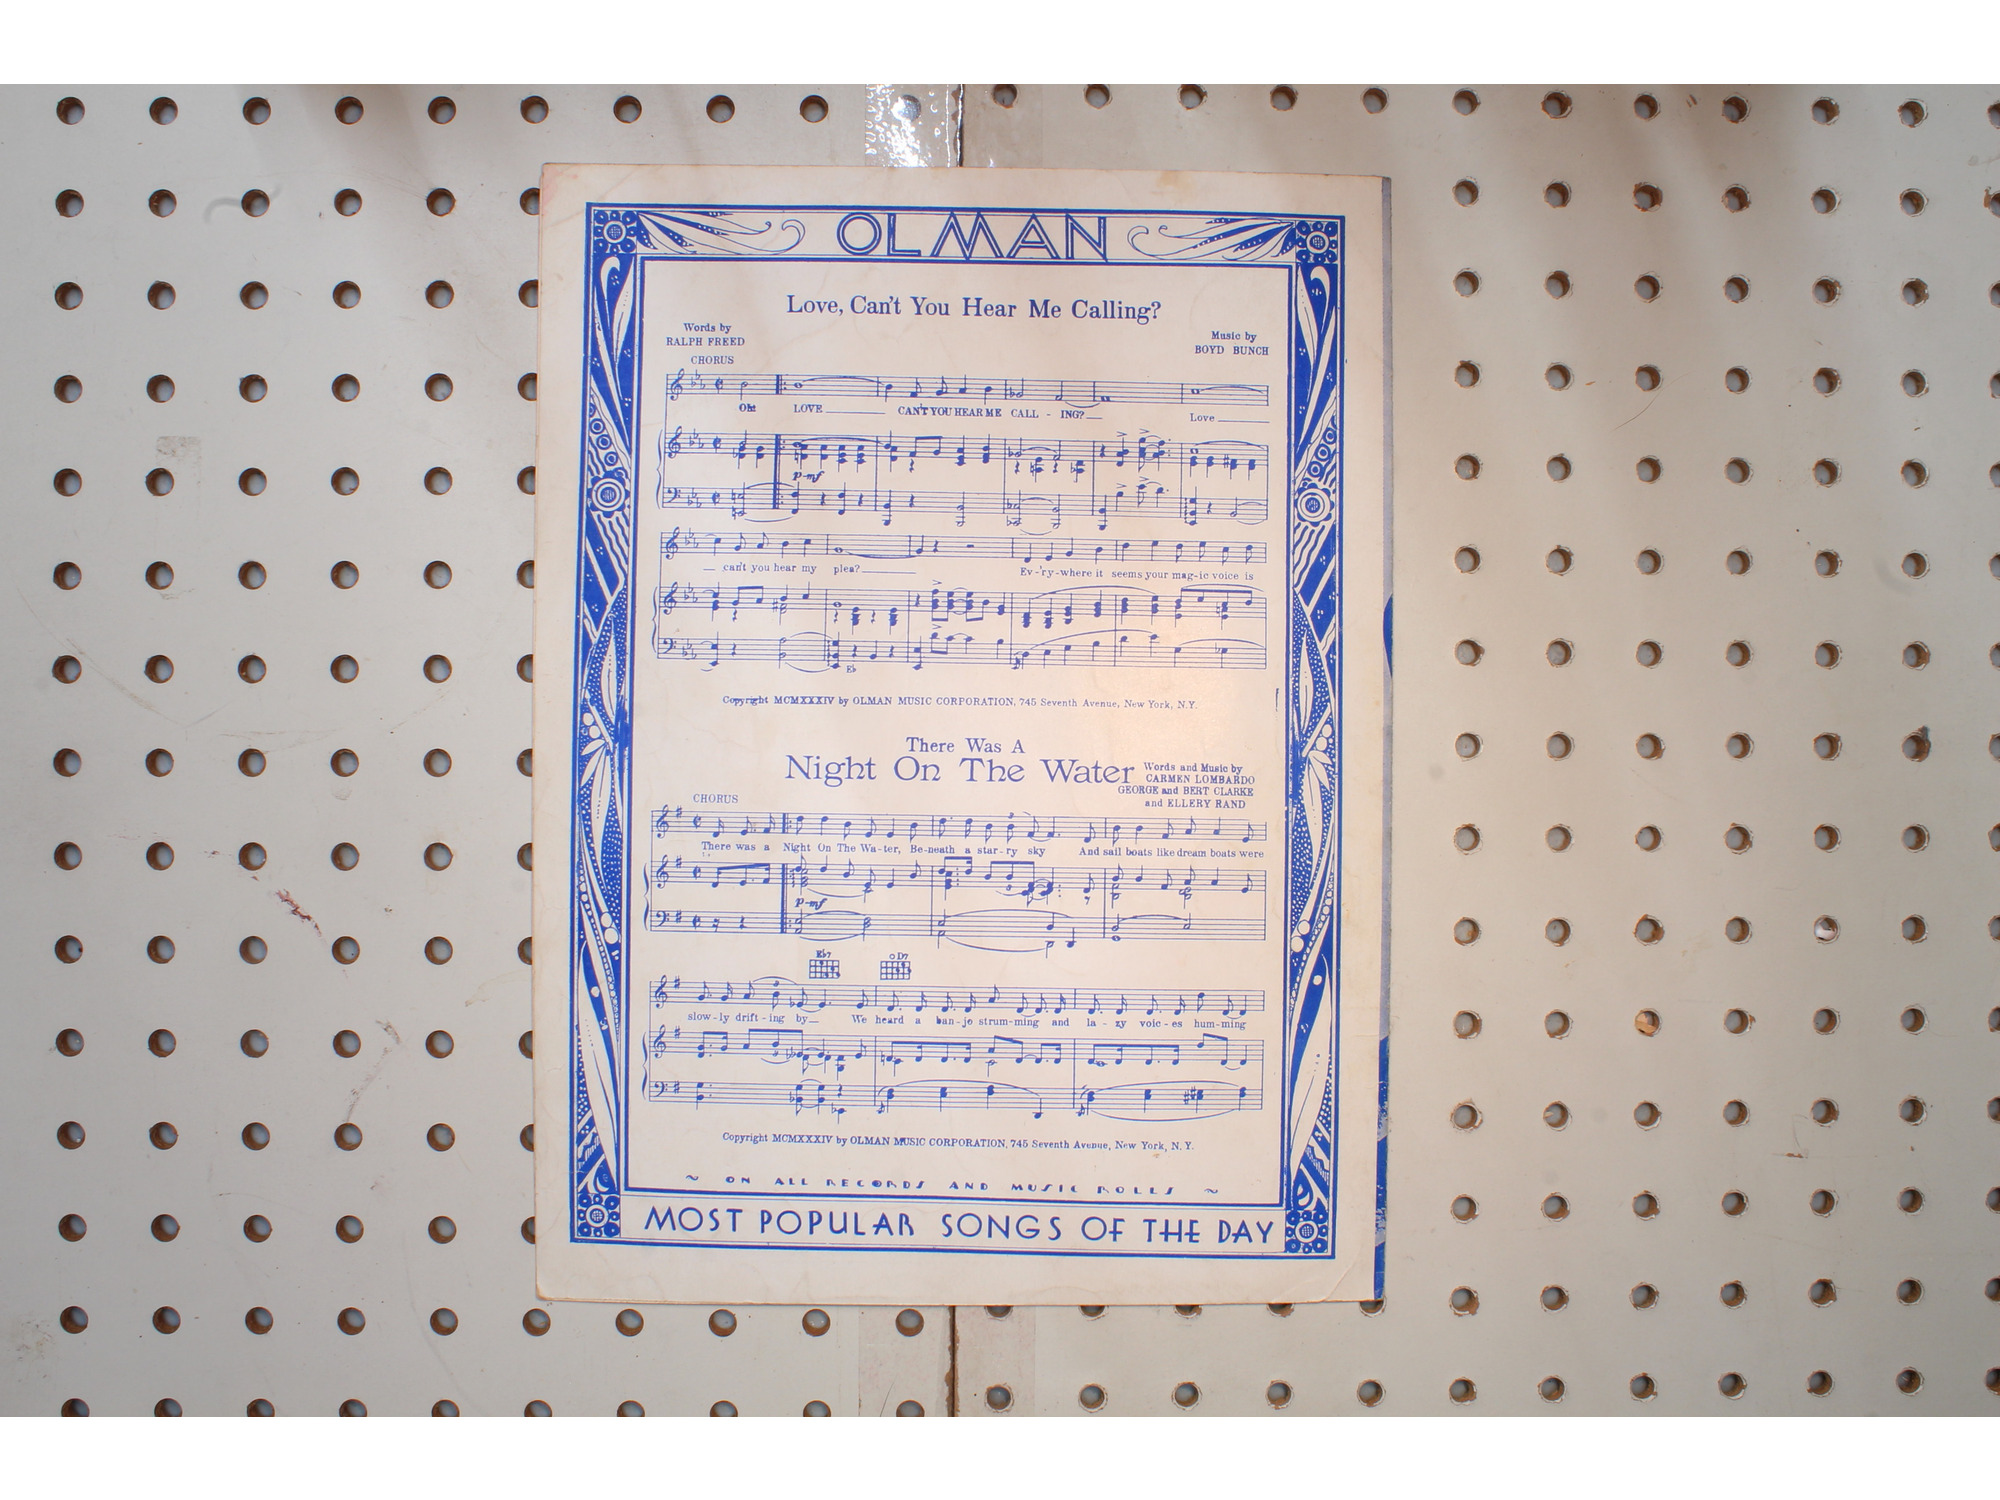 OLMAN
Love, Can't You Hear Me Calling?
Words by
RALPH FREED
Music by
BOYD BUNCH
CHORUS
Oh! LOVE CAN'T YOU HEAR ME CALL - ING? Love
p-mf
can't you hear my plea? Ev-'ry-where it seems your mag-ic voice is
Eb
Copyright MCMXXXIV by OLMAN MUSIC CORPORATION, 745 Seventh Avenue, New York, N.Y.
There Was A
Night On The Water
Words and Music by
CARMEN LOMBARDO
GEORGE and BERT CLARKE
and ELLERY RAND
CHORUS
There was a Night On The Wa-ter, Be-neath a star-ry sky And sail boats like dream boats were
p-mf
Eb7 D7
slow-ly drift-ing by We heard a ban-jo strum-ming and la-zy voic-es hum-ming
Copyright MCMXXXIV by OLMAN MUSIC CORPORATION, 745 Seventh Avenue, New York, N.Y.
~ ON ALL RECORDS AND MUSIC ROLLS ~
MOST POPULAR SONGS OF THE DAY